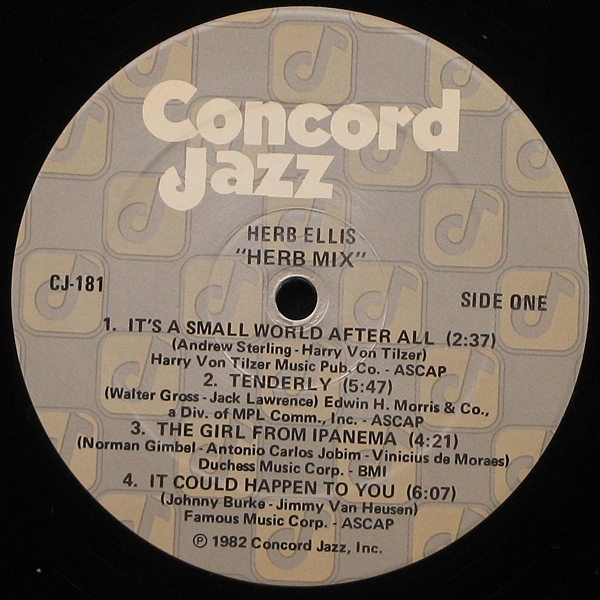 Concord
Jazz
HERB ELLIS
"HERB MIX"
CJ-181
SIDE ONE
1. IT'S A SMALL WORLD AFTER ALL (2:37)
(Andrew Sterling - Harry Von Tilzer)
Harry Von Tilzer Music Pub. Co. - ASCAP
2. TENDERLY (5:47)
(Walter Gross - Jack Lawrence) Edwin H. Morris & Co.,
a Div. of MPL Comm., Inc. - ASCAP
3. THE GIRL FROM IPANEMA (4:21)
(Norman Gimbel - Antonio Carlos Jobim - Vinicius de Moraes)
Duchess Music Corp. - BMI
4. IT COULD HAPPEN TO YOU (6:07)
(Johnny Burke - Jimmy Van Heusen)
Famous Music Corp. - ASCAP
℗ 1982 Concord Jazz, Inc.